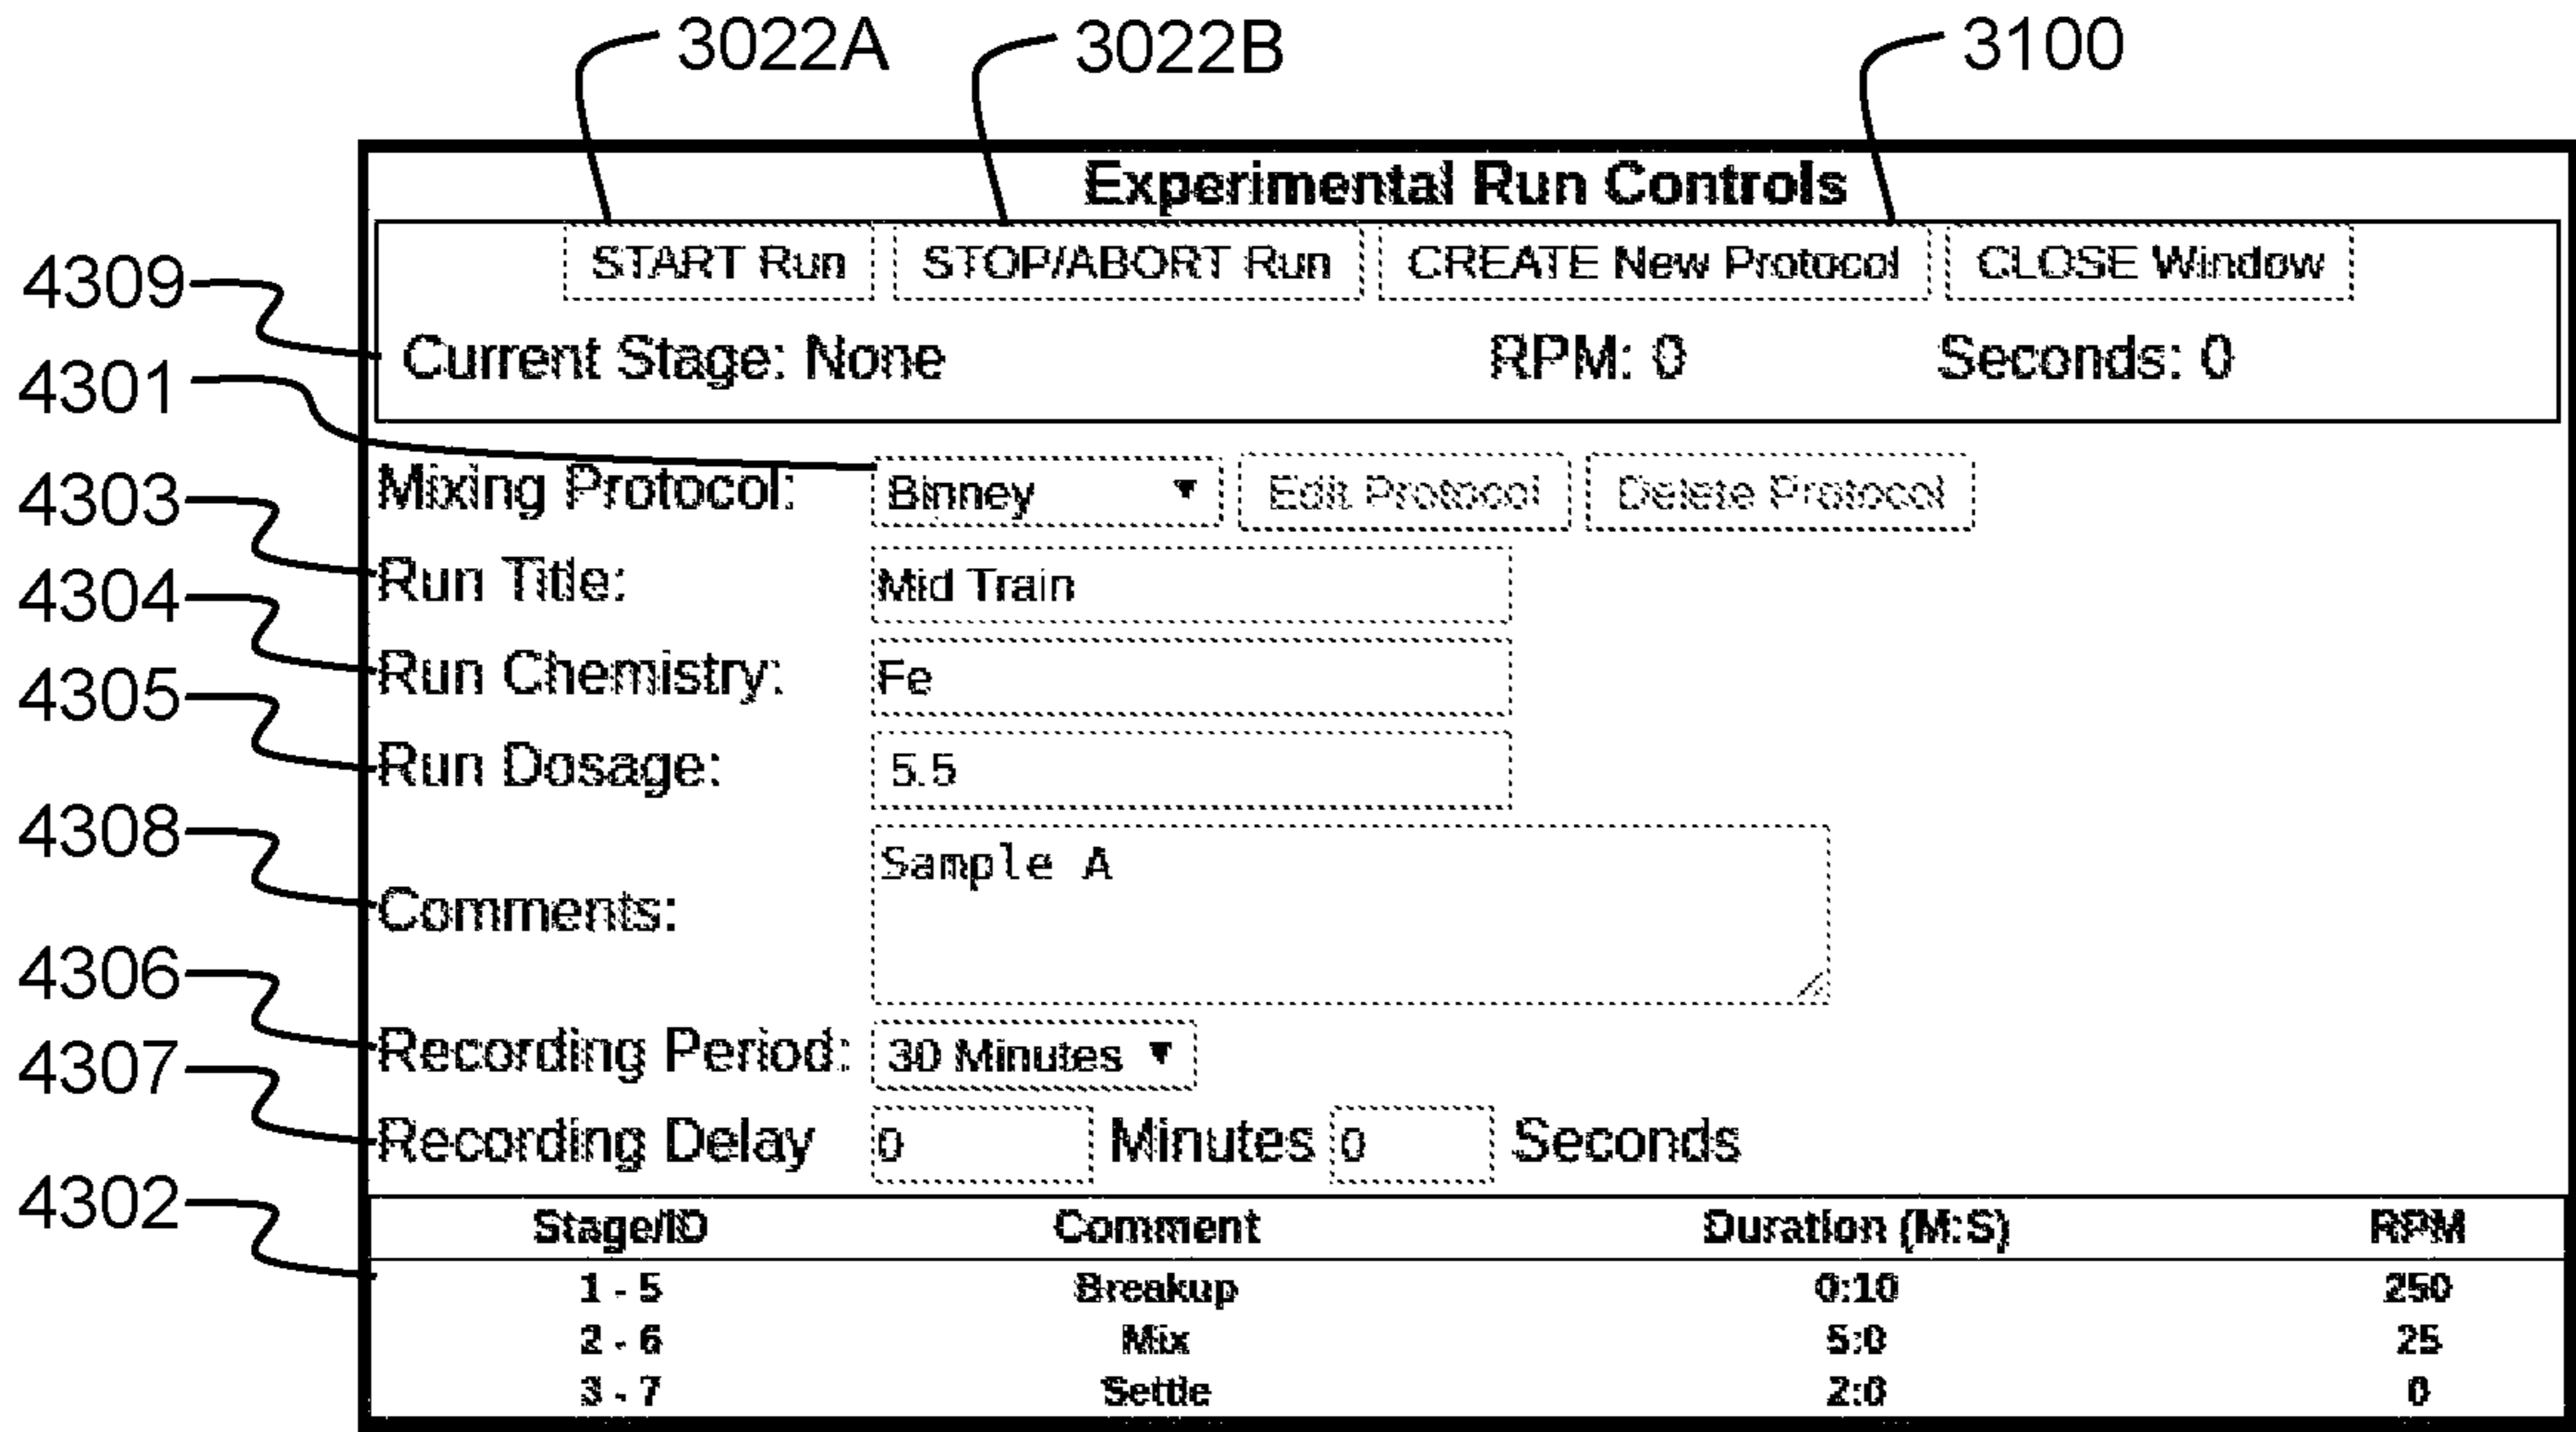 3022A 3022B 3100
Experimental Run Controls
START Run STOP/ABORT Run CREATE New Protocol CLOSE Window
4309 Current Stage: None RPM: 0 Seconds: 0
4301 Mixing Protocol: Binney ▼ Edit Protocol Delete Protocol
4303 Run Title: Mid Train
4304 Run Chemistry: Fe
4305 Run Dosage: 5.5
4308 Comments: Sample A
4306 Recording Period: 30 Minutes ▼
4307 Recording Delay 0 Minutes 0 Seconds
4302 Stage/ID Comment Duration (M:S) RPM
1 - 5 Breakup 0:10 250
2 - 6 Mix 5:0 25
3 - 7 Settle 2:0 0